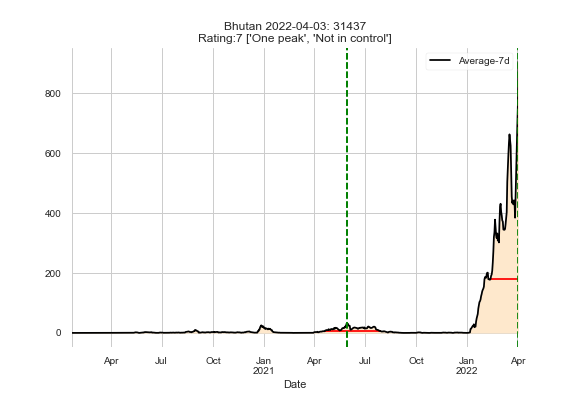 Bhutan 2022-04-03: 31437
Rating:7 ['One peak', 'Not in control']
Average-7d
800
600
400
200
0
Apr Jul Oct Jan Apr Jul Oct Jan Apr
2021 2022
Date